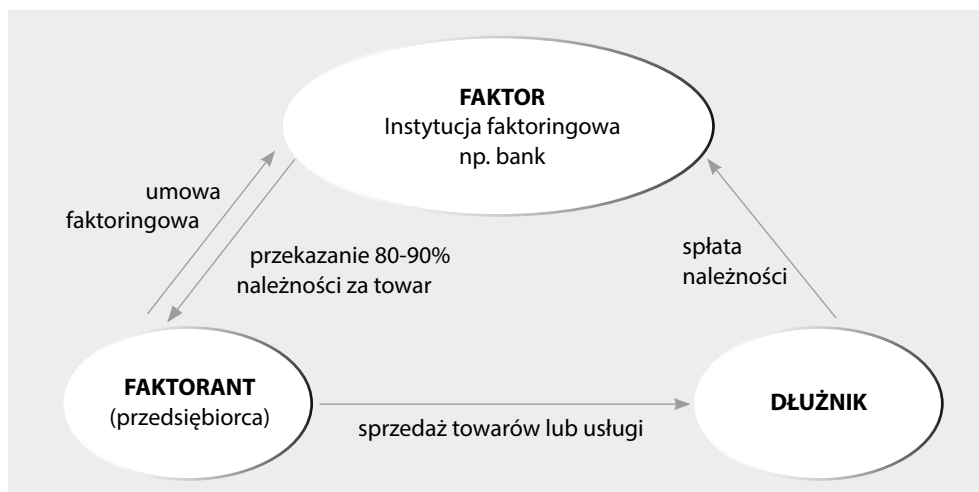 FAKTOR
Instytucja faktoringowa
np. bank
umowa
faktoringowa
przekazanie 80-90%
należności za towar
spłata
należności
FAKTORANT
(przedsiębiorca)
sprzedaż towarów lub usługi
DŁUŻNIK